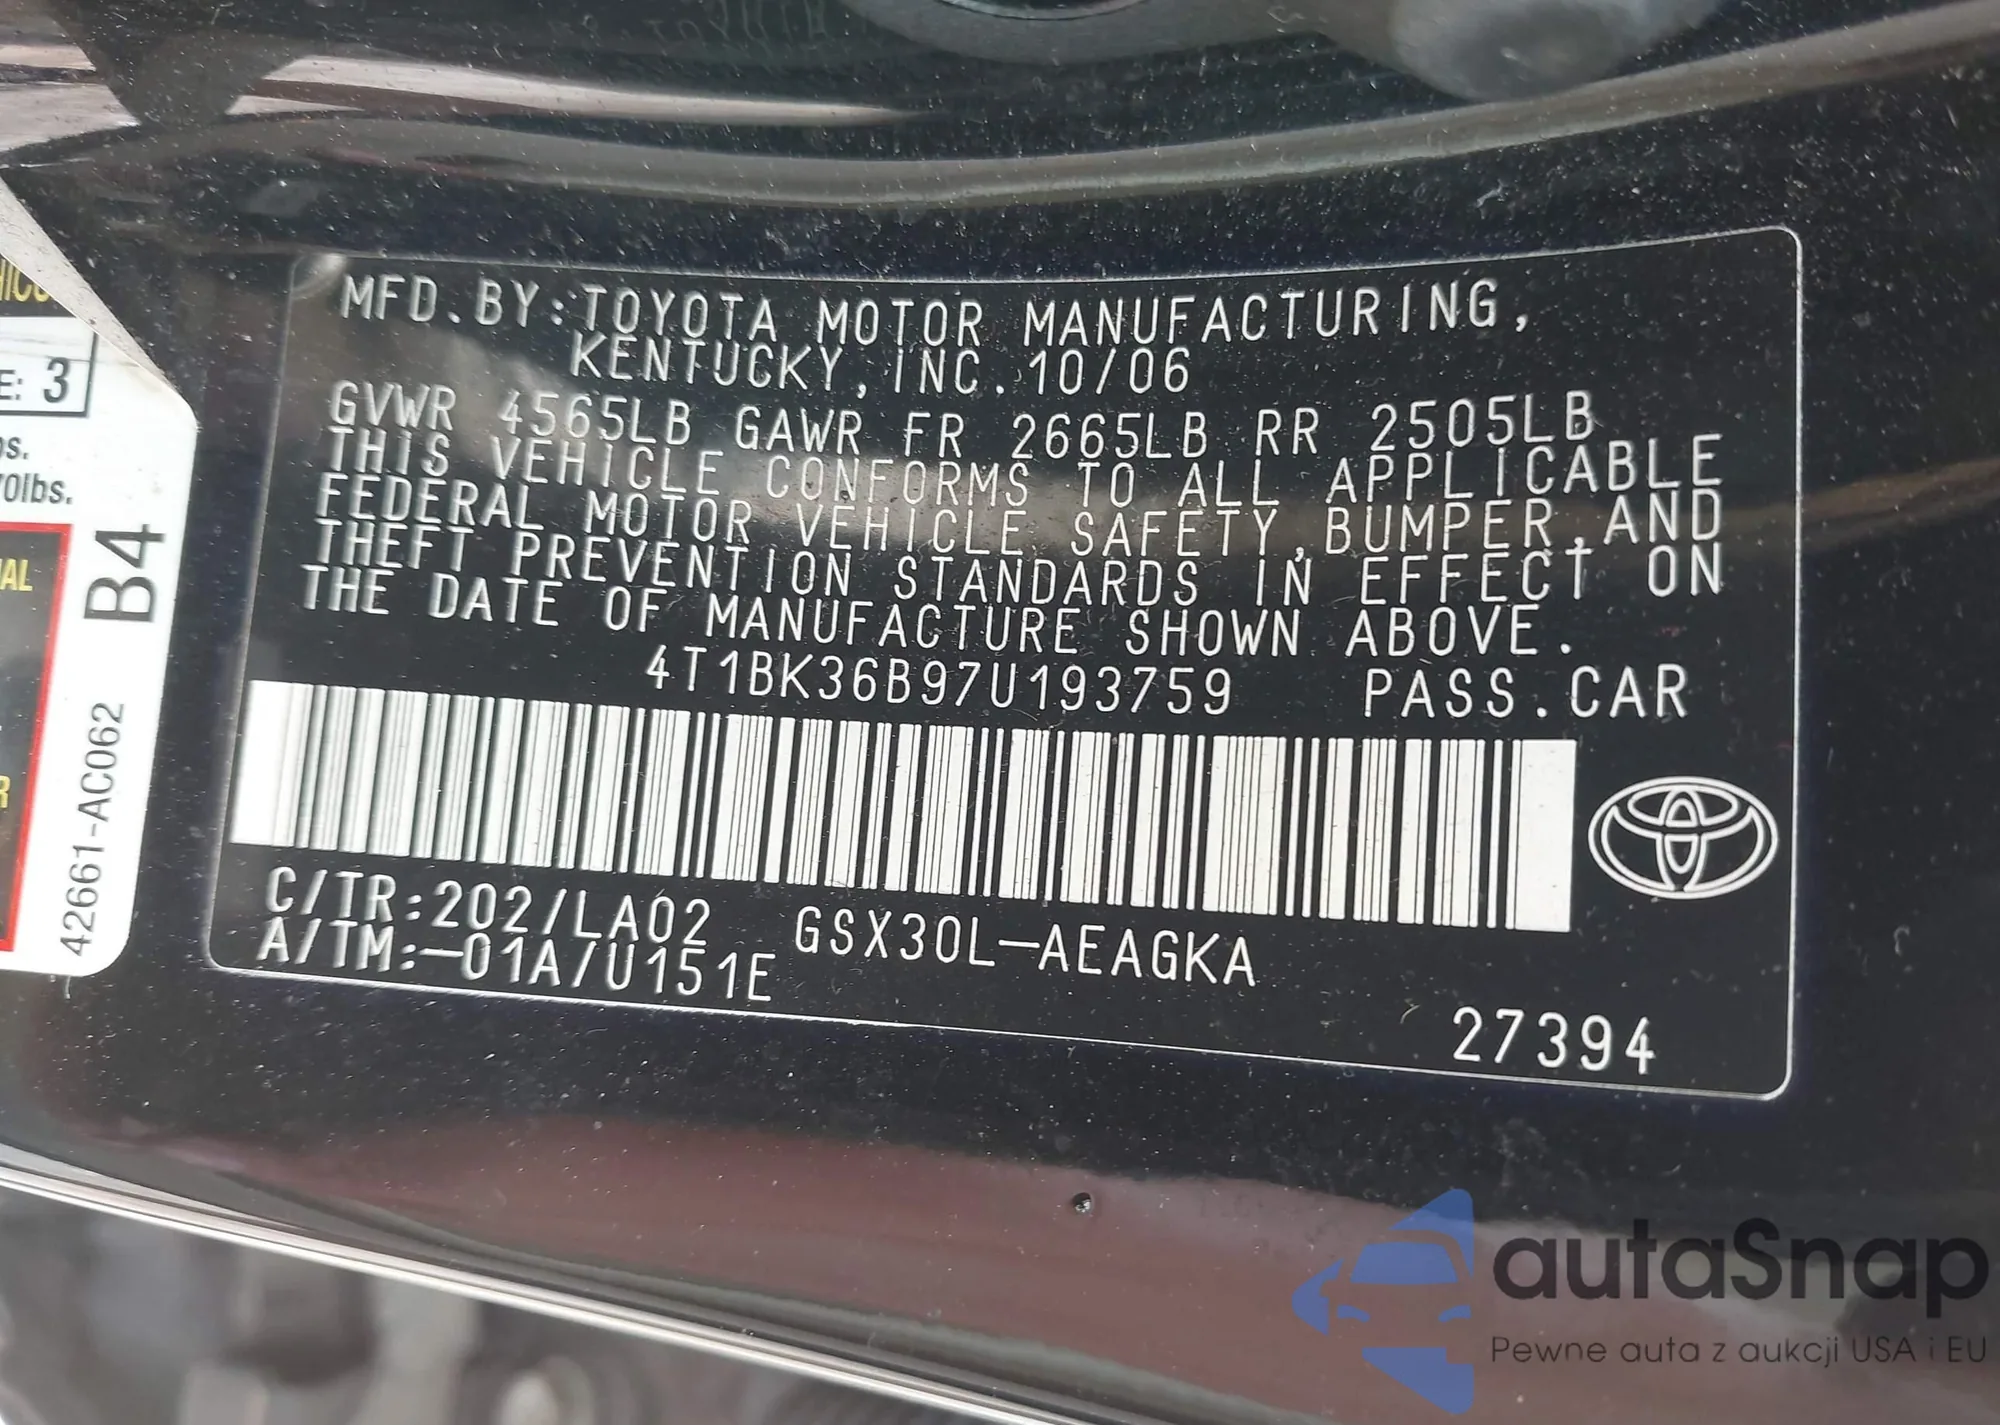 MFD.BY:TOYOTA MOTOR MANUFACTURING,
KENTUCKY, INC. 10/06
GVWR 4565LB GAWR FR 2665LB RR 2505LB
THIS VEHICLE CONFORMS TO ALL APPLICABLE
FEDERAL MOTOR VEHICLE SAFETY,BUMPER,AND
THEFT PREVENTION STANDARDS IN EFFECT ON
THE DATE OF MANUFACTURE SHOWN ABOVE.
4T1BK36B97U193759 PASS.CAR
C/TR:202/LA02 GSX30L-AEAGKA
A/TM:-01A/U151E
27394
E: 3
lbs.
B4
42661-AC062
autaSnap
Pewne auta z aukcji USA i EU